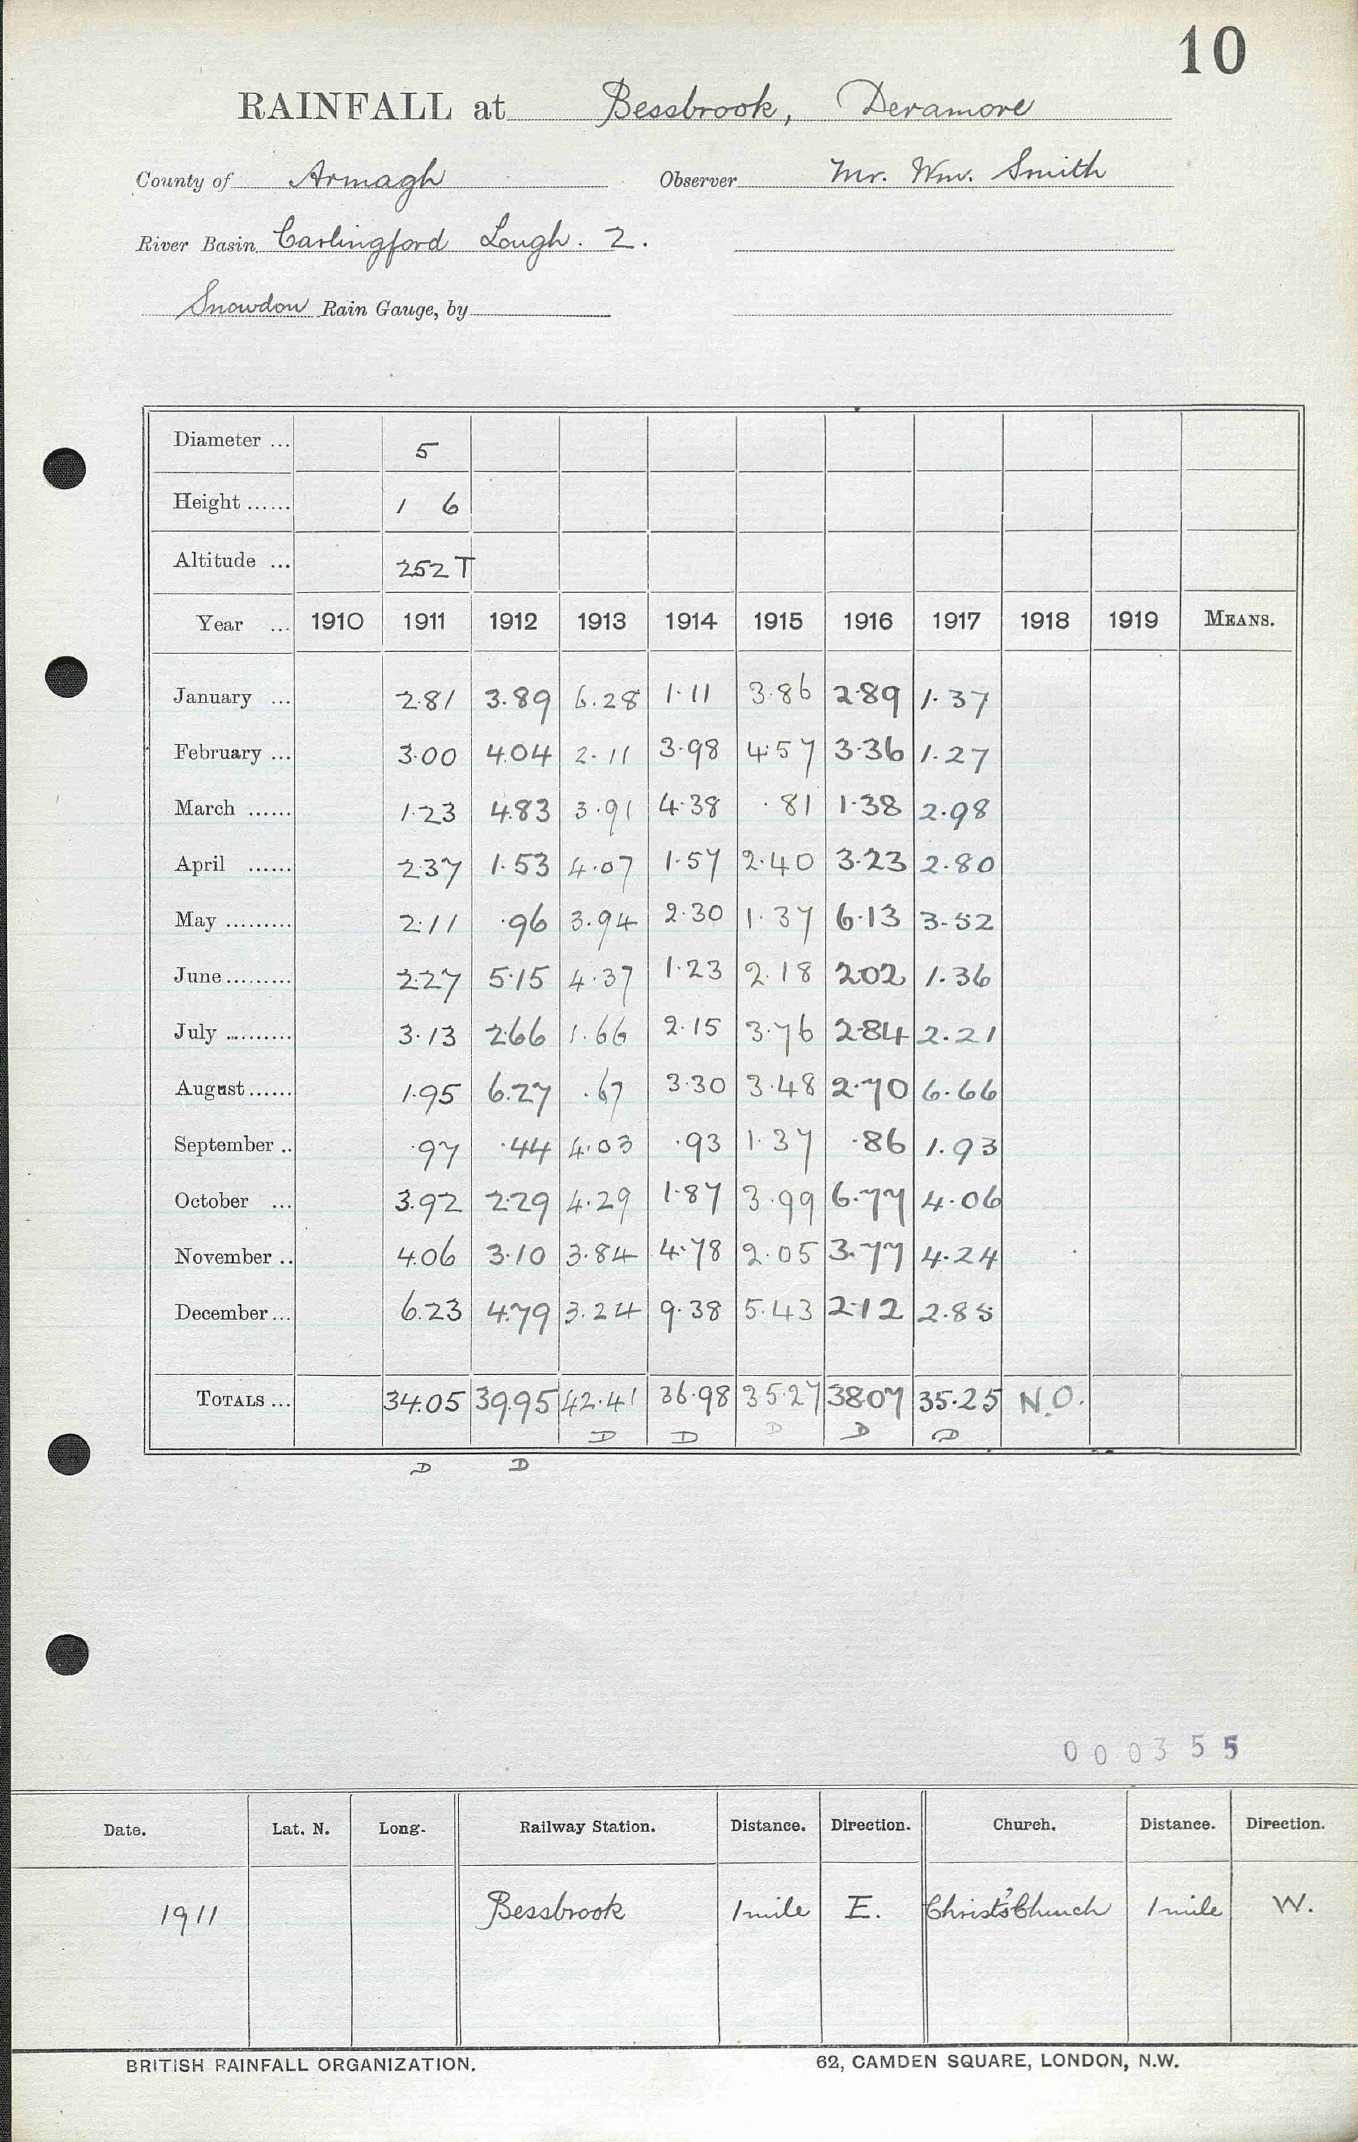 10
RAINFALL at Bessbrook, Deramore
County of Armagh Observer Mr. Wm. Smith
River Basin Carlingford Lough. 2.
Snowdon Rain Gauge, by
Diameter ... 5
Height ...... 1 6
Altitude ... 252 T
Year ... 1910 1911 1912 1913 1914 1915 1916 1917 1918 1919 MEANS.
January ... 2.81 3.89 6.28 1.11 3.86 2.89 1.37
February ... 3.00 4.04 2.11 3.98 4.57 3.36 1.27
March ...... 1.23 4.83 3.91 4.38 .81 1.38 2.98
April ...... 2.37 1.53 4.07 1.57 2.40 3.23 2.80
May ......... 2.11 .96 3.94 2.30 1.37 6.13 3.52
June ......... 2.27 5.15 4.37 1.23 2.18 2.02 1.36
July ......... 3.13 2.66 1.66 2.15 3.76 2.84 2.21
August ...... 1.95 6.27 .67 3.30 3.48 2.70 6.66
September .. .97 .44 4.03 .93 1.37 .86 1.93
October ... 3.92 2.29 4.29 1.87 3.99 6.77 4.06
November .. 4.06 3.10 3.84 4.78 2.05 3.77 4.24
December ... 6.23 4.79 3.24 9.38 5.43 2.12 2.85
TOTALS ... 34.05 39.95 42.41 36.98 35.27 38.07 35.25 N.O.
D D D D D
D D
000355
Date. Lat. N. Long. Railway Station. Distance. Direction. Church. Distance. Direction.
1911 Bessbrook 1 mile E. Christ's Church 1 mile W.
BRITISH RAINFALL ORGANIZATION. 62, CAMDEN SQUARE, LONDON, N.W.